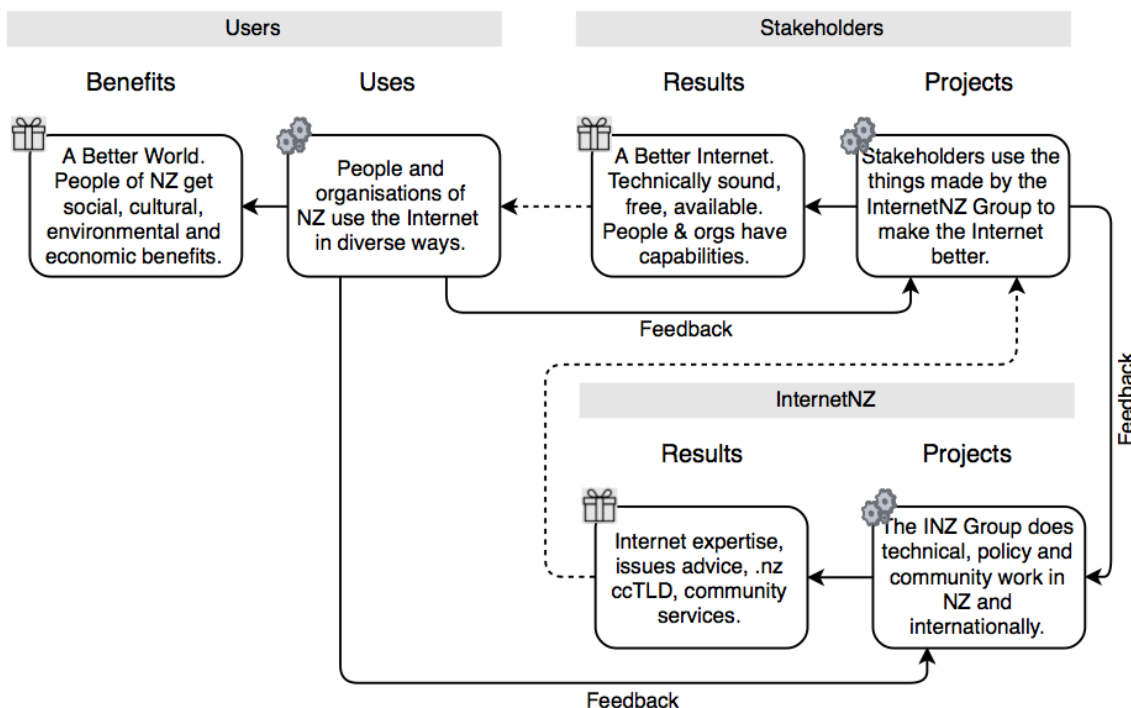 Users
Stakeholders
Benefits
Uses
Results
Projects
A Better World.
People of NZ get
social, cultural,
environmental and
economic benefits.
People and
organisations of
NZ use the Internet
in diverse ways.
A Better Internet.
Technically sound,
free, available.
People & orgs have
capabilities.
Stakeholders use the
things made by the
InternetNZ Group to
make the Internet
better.
Feedback
Feedback
InternetNZ
Results
Projects
Internet expertise,
issues advice, .nz
ccTLD, community
services.
The INZ Group does
technical, policy and
community work in
NZ and
internationally.
Feedback